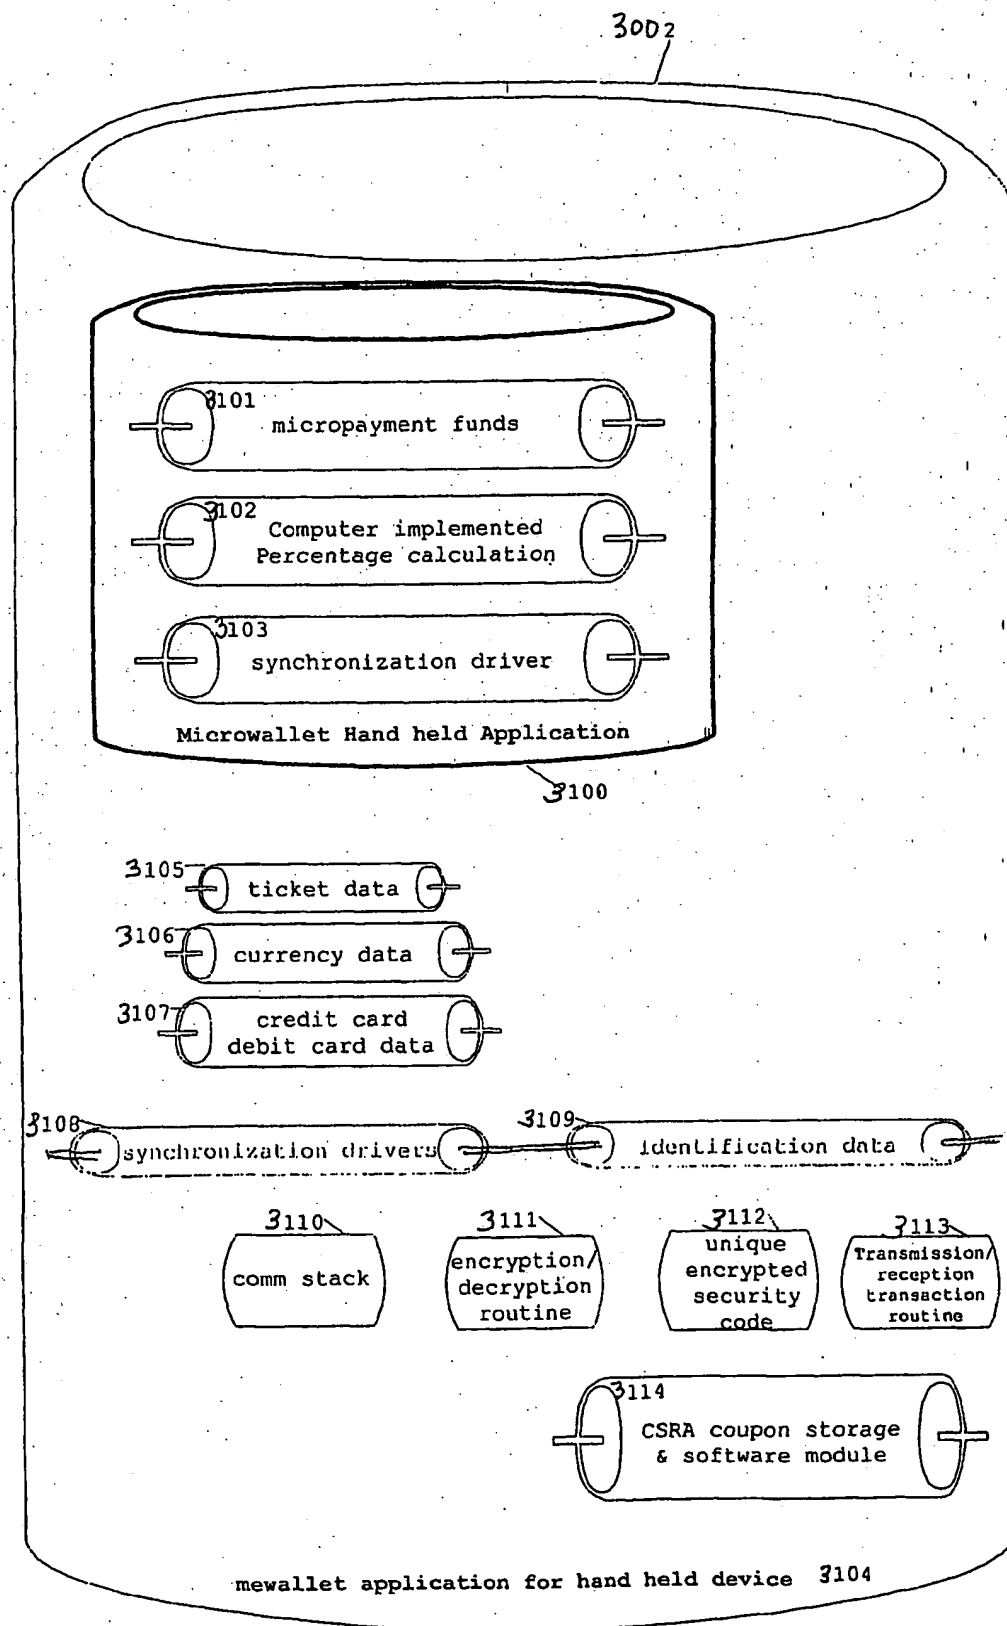 3002
3101
micropayment funds
3102
Computer implemented
Percentage calculation
3103
synchronization driver
Microwallet Hand held Application
3100
3105
ticket data
3106
currency data
3107
credit card
debit card data
3108
synchronization drivers
3109
identification data
3110
comm stack
3111
encryption/
decryption
routine
3112
unique
encrypted
security
code
3113
Transmission/
reception
transaction
routine
3114
CSRA coupon storage
& software module
mewallet application for hand held device 3104